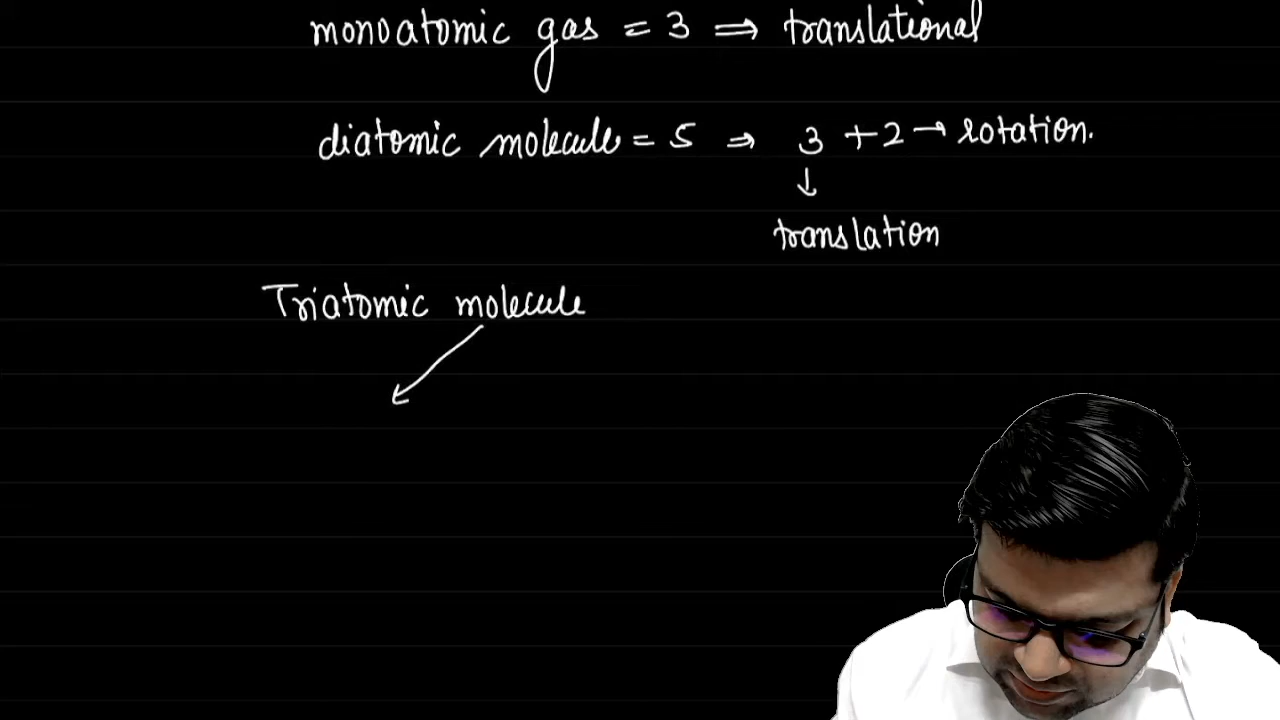 monoatomic gas = 3 ⇒ translational
diatomic molecule = 5 ⇒ 3 + 2 → rotation.
↓
translation
Triatomic molecule